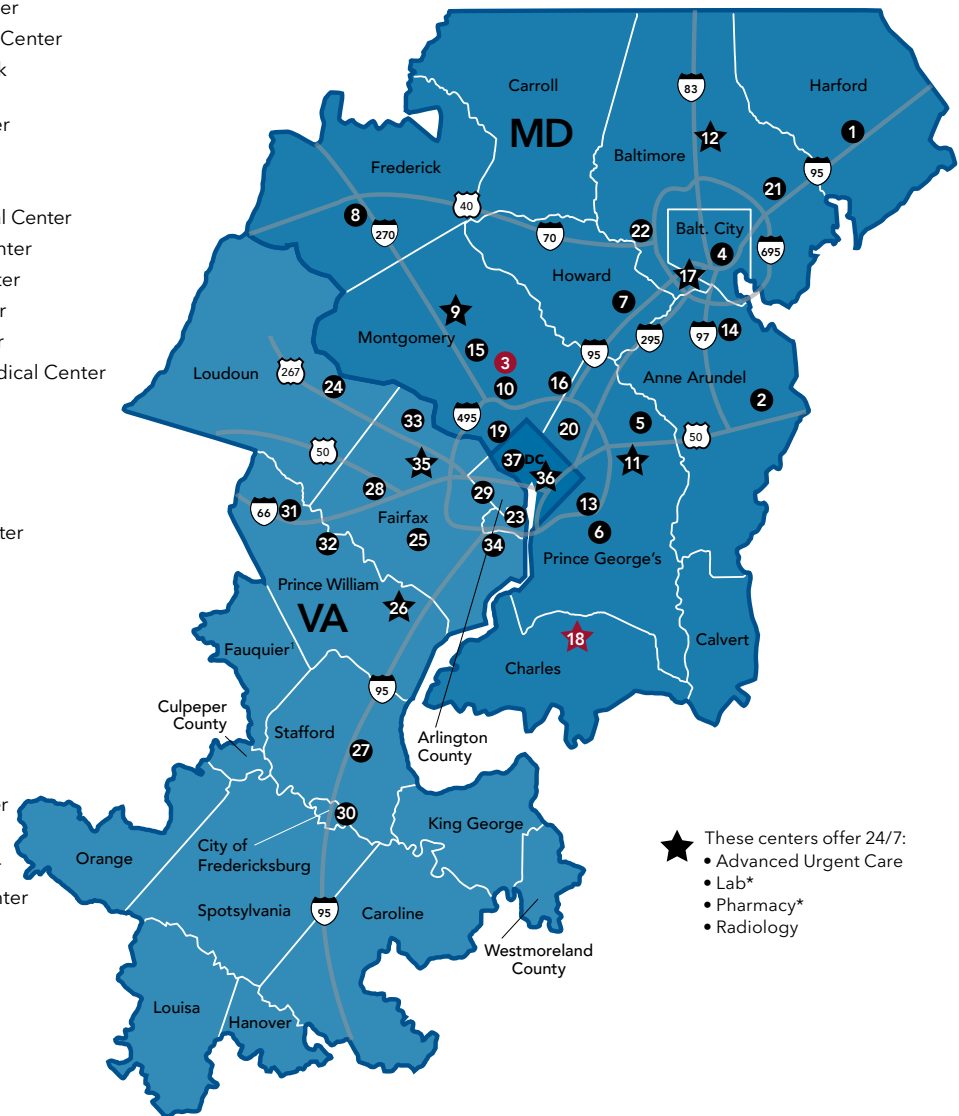 er
Center
k
er
al Center
enter
ter
r
r
dical Center
ter
er
.
nter
Carroll
83
Harford
MD
12
1
Baltimore
Frederick
95
21
40
8
270
70
22
Balt. City
4
695
Howard
17
9
7
Montgomery
295
97
14
15
3
95
267
Loudoun
24
10
16
Anne Arundel
2
33
495
5
19
20
50
50
35
37
DC
11
36
28
29
13
66
31
Fairfax
23
6
32
25
34
Prince George’s
Prince William
26
VA
18
Fauquier¹
Charles
Calvert
95
Culpeper
County
Stafford
Arlington
County
27
30
King George
City of
Fredericksburg
Orange
Spotsylvania
95
Caroline
Westmoreland
County
Louisa
Hanover
These centers offer 24/7:
• Advanced Urgent Care
• Lab*
• Pharmacy*
• Radiology